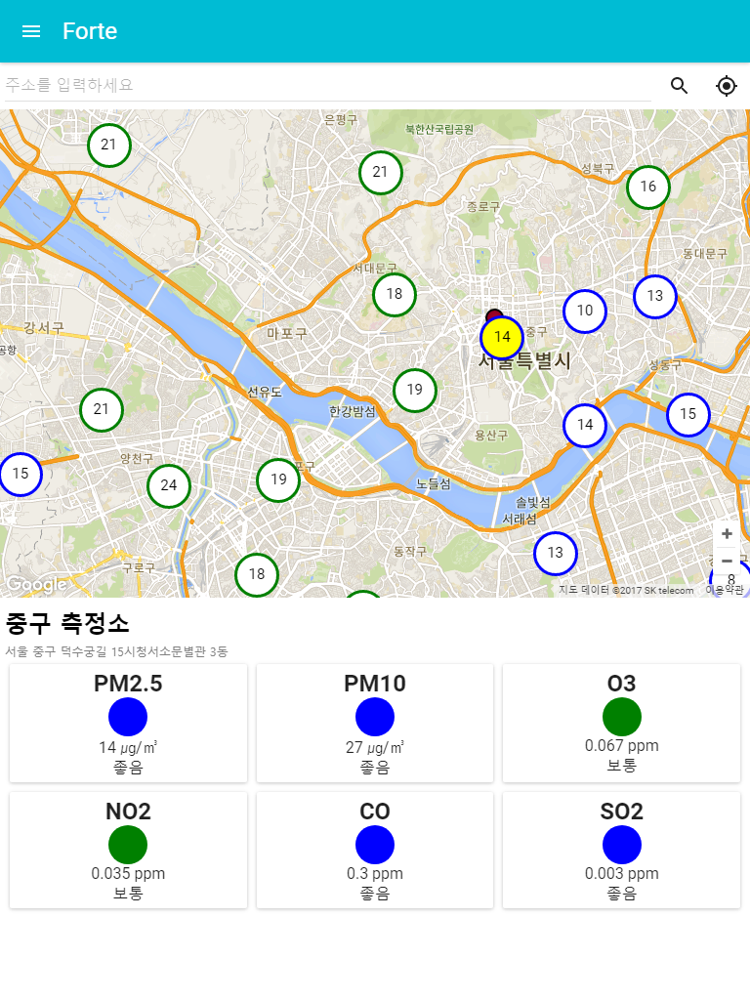 Forte
주소를 입력하세요
은평구
북한산국립공원
21
21
성북구
16
종로구
동대문구
서대문구
18
13
10
강서구
마포구
중구
14
공항
서울특별시
성동구
19
선유도
21
한강밤섬
15
14
용산구
양천구
15
24
19
포구
노들섬
솔빛섬
서래섬
동작구
13
구로구
18
8
Google
지도 데이터 ©2017 SK telecom 이용약관
중구 측정소
서울 중구 덕수궁길 15시청서소문별관 3동
PM2.5
14 ㎍/㎥
좋음
PM10
27 ㎍/㎥
좋음
O3
0.067 ppm
보통
NO2
0.035 ppm
보통
CO
0.3 ppm
좋음
SO2
0.003 ppm
좋음